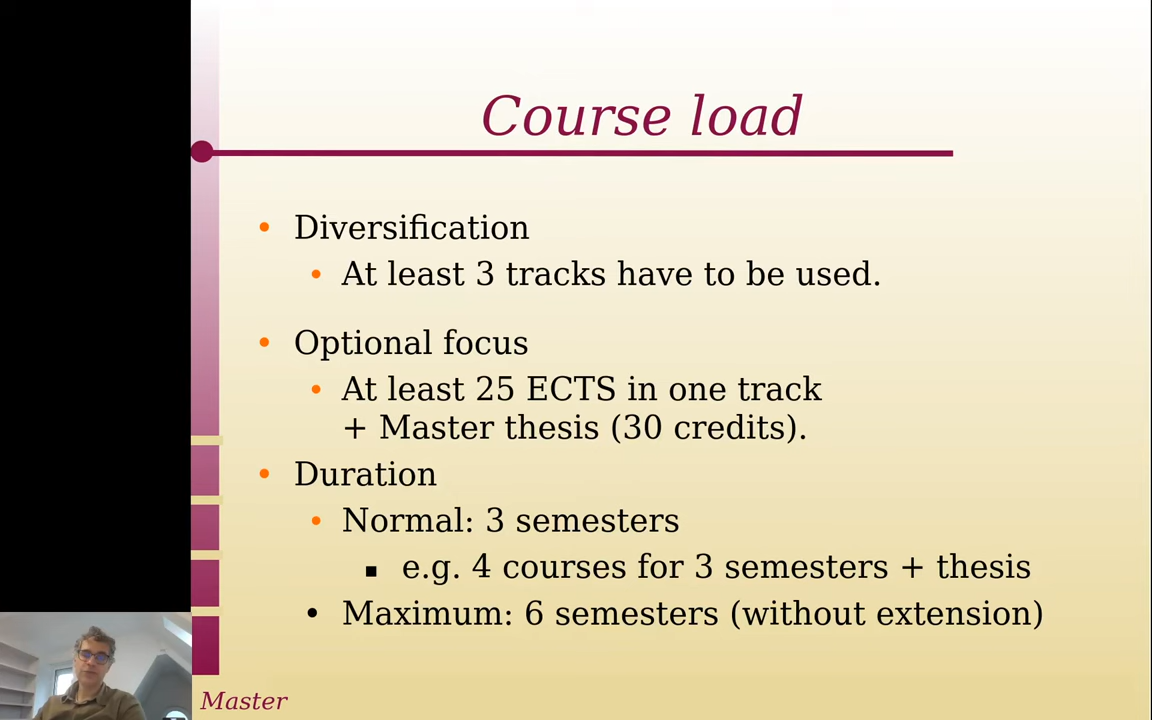 Course load
• Diversification
• At least 3 tracks have to be used.
• Optional focus
• At least 25 ECTS in one track
+ Master thesis (30 credits).
• Duration
• Normal: 3 semesters
▪ e.g. 4 courses for 3 semesters + thesis
• Maximum: 6 semesters (without extension)
Master